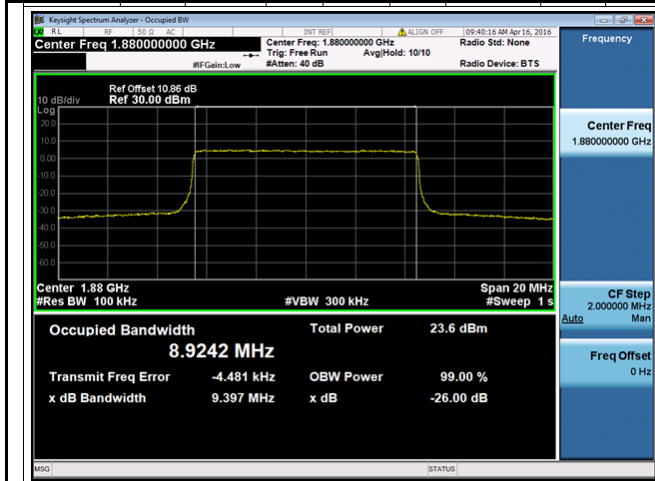 Keysight Spectrum Analyzer - Occupied BW
RL RF 50 Ω AC INT REF ALIGN OFF 09:40:16 AM Apr 16, 2016
Center Freq 1.880000000 GHz Center Freq: 1.880000000 GHz Radio Std: None
Trig: Free Run Avg|Hold: 10/10
#IFGain:Low #Atten: 40 dB Radio Device: BTS
Frequency
Ref Offset 10.86 dB
10 dB/div Ref 30.00 dBm
Log
20.0
10.0
0.00
-10.0
-20.0
-30.0
-40.0
-50.0
-60.0
Center 1.88 GHz Span 20 MHz
#Res BW 100 kHz #VBW 300 kHz #Sweep 1 s
Occupied Bandwidth Total Power 23.6 dBm
8.9242 MHz
Transmit Freq Error -4.481 kHz OBW Power 99.00 %
x dB Bandwidth 9.397 MHz x dB -26.00 dB
Center Freq
1.880000000 GHz
CF Step
2.000000 MHz
Auto Man
Freq Offset
0 Hz
MSG STATUS